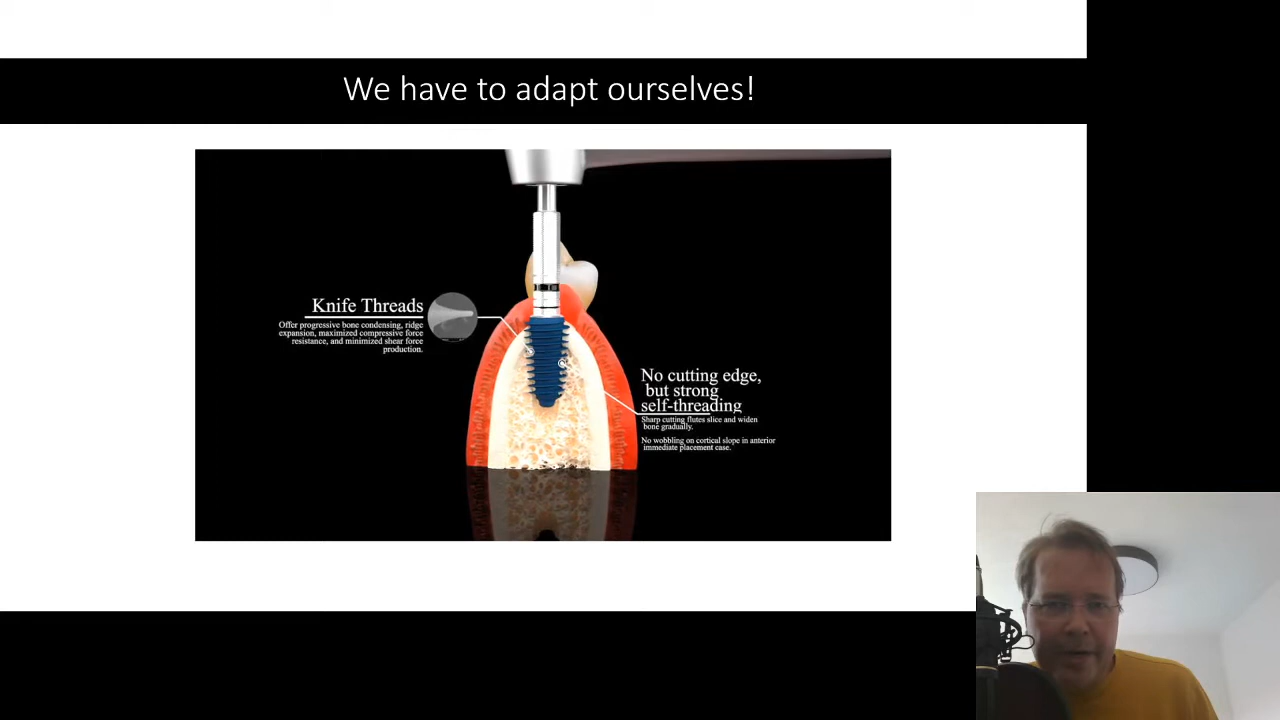 We have to adapt ourselves!
Knife Threads
Offer progressive bone condensing, ridge
expansion, maximized compressive force
resistance, and minimized shear force
production.
No cutting edge,
but strong
self-threading
Sharp cutting flutes slice and widen
bone gradually.
No wobbling on cortical slope in anterior
immediate placement case.